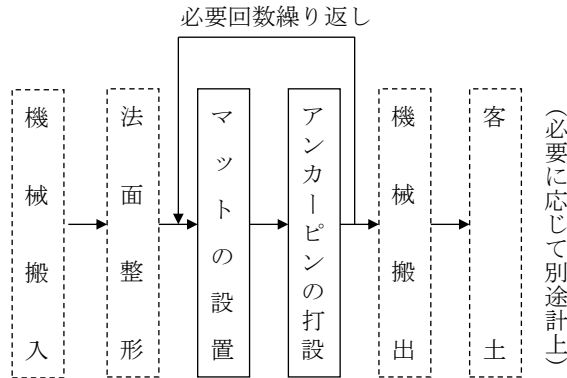 必要回数繰り返し
機械搬入
法面整形
マットの設置
アンカーピンの打設
機械搬出
客土
（必要に応じて別途計上）